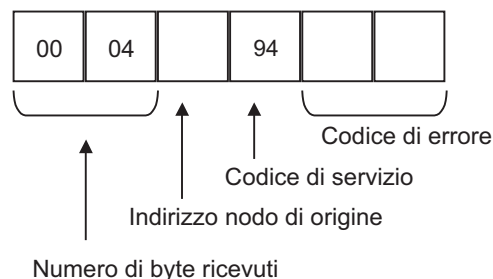 00 04 94
Codice di errore
Codice di servizio
Indirizzo nodo di origine
Numero di byte ricevuti